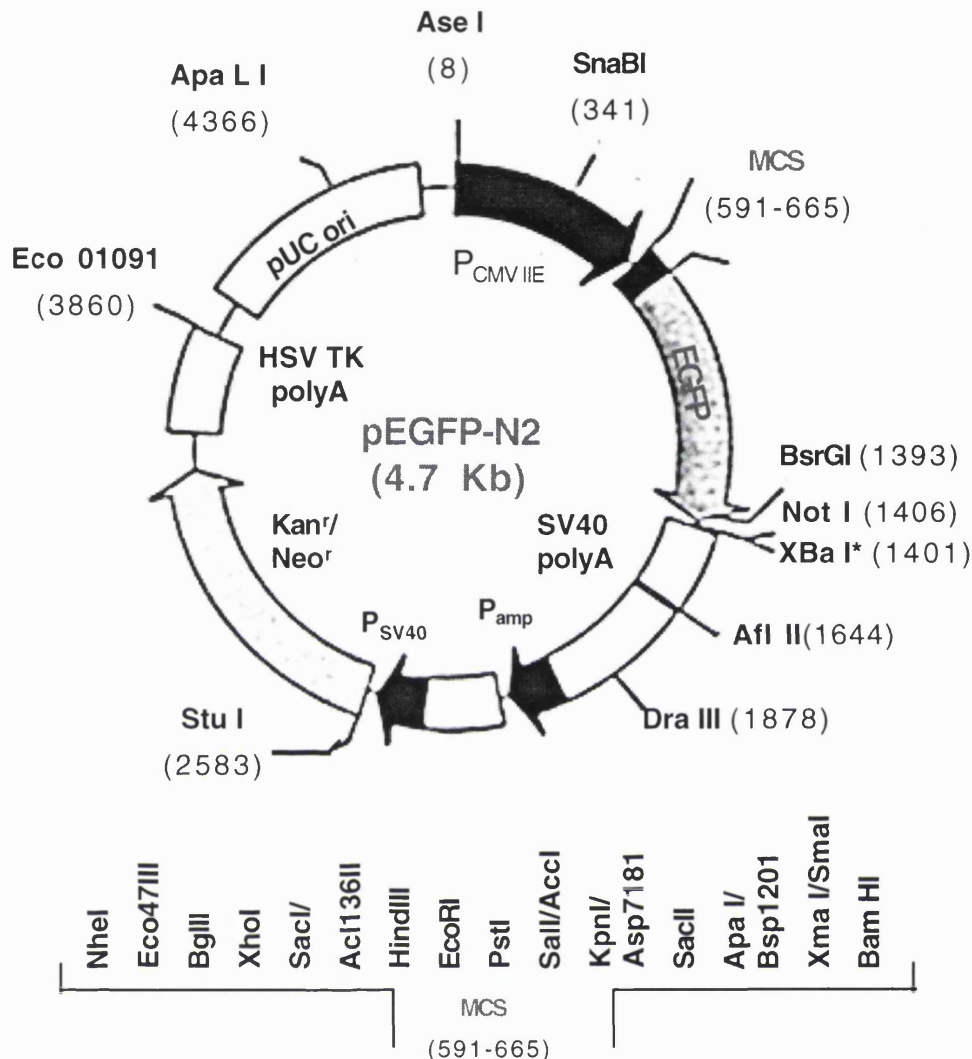 Ase I
(8)
SnaBI
(341)
Apa L I
(4366)
MCS
(591-665)
Eco 01091
(3860)
pUC ori
PCMV IIE
HSV TK
polyA
EGFP
pEGFP-N2
(4.7 Kb)
BsrGI (1393)
Not I (1406)
XBa I* (1401)
SV40
polyA
Kanr/
Neor
PSV40
Pamp
Afl II(1644)
Dra III (1878)
Stu I
(2583)
NheI
Eco47III
BglII
XhoI
SacI/
Acl136II
HindIII
EcoRI
PstI
SalI/AccI
KpnI/
Asp7181
SacII
Apa I/
Bsp1201
Xma I/SmaI
Bam HI
MCS
(591-665)